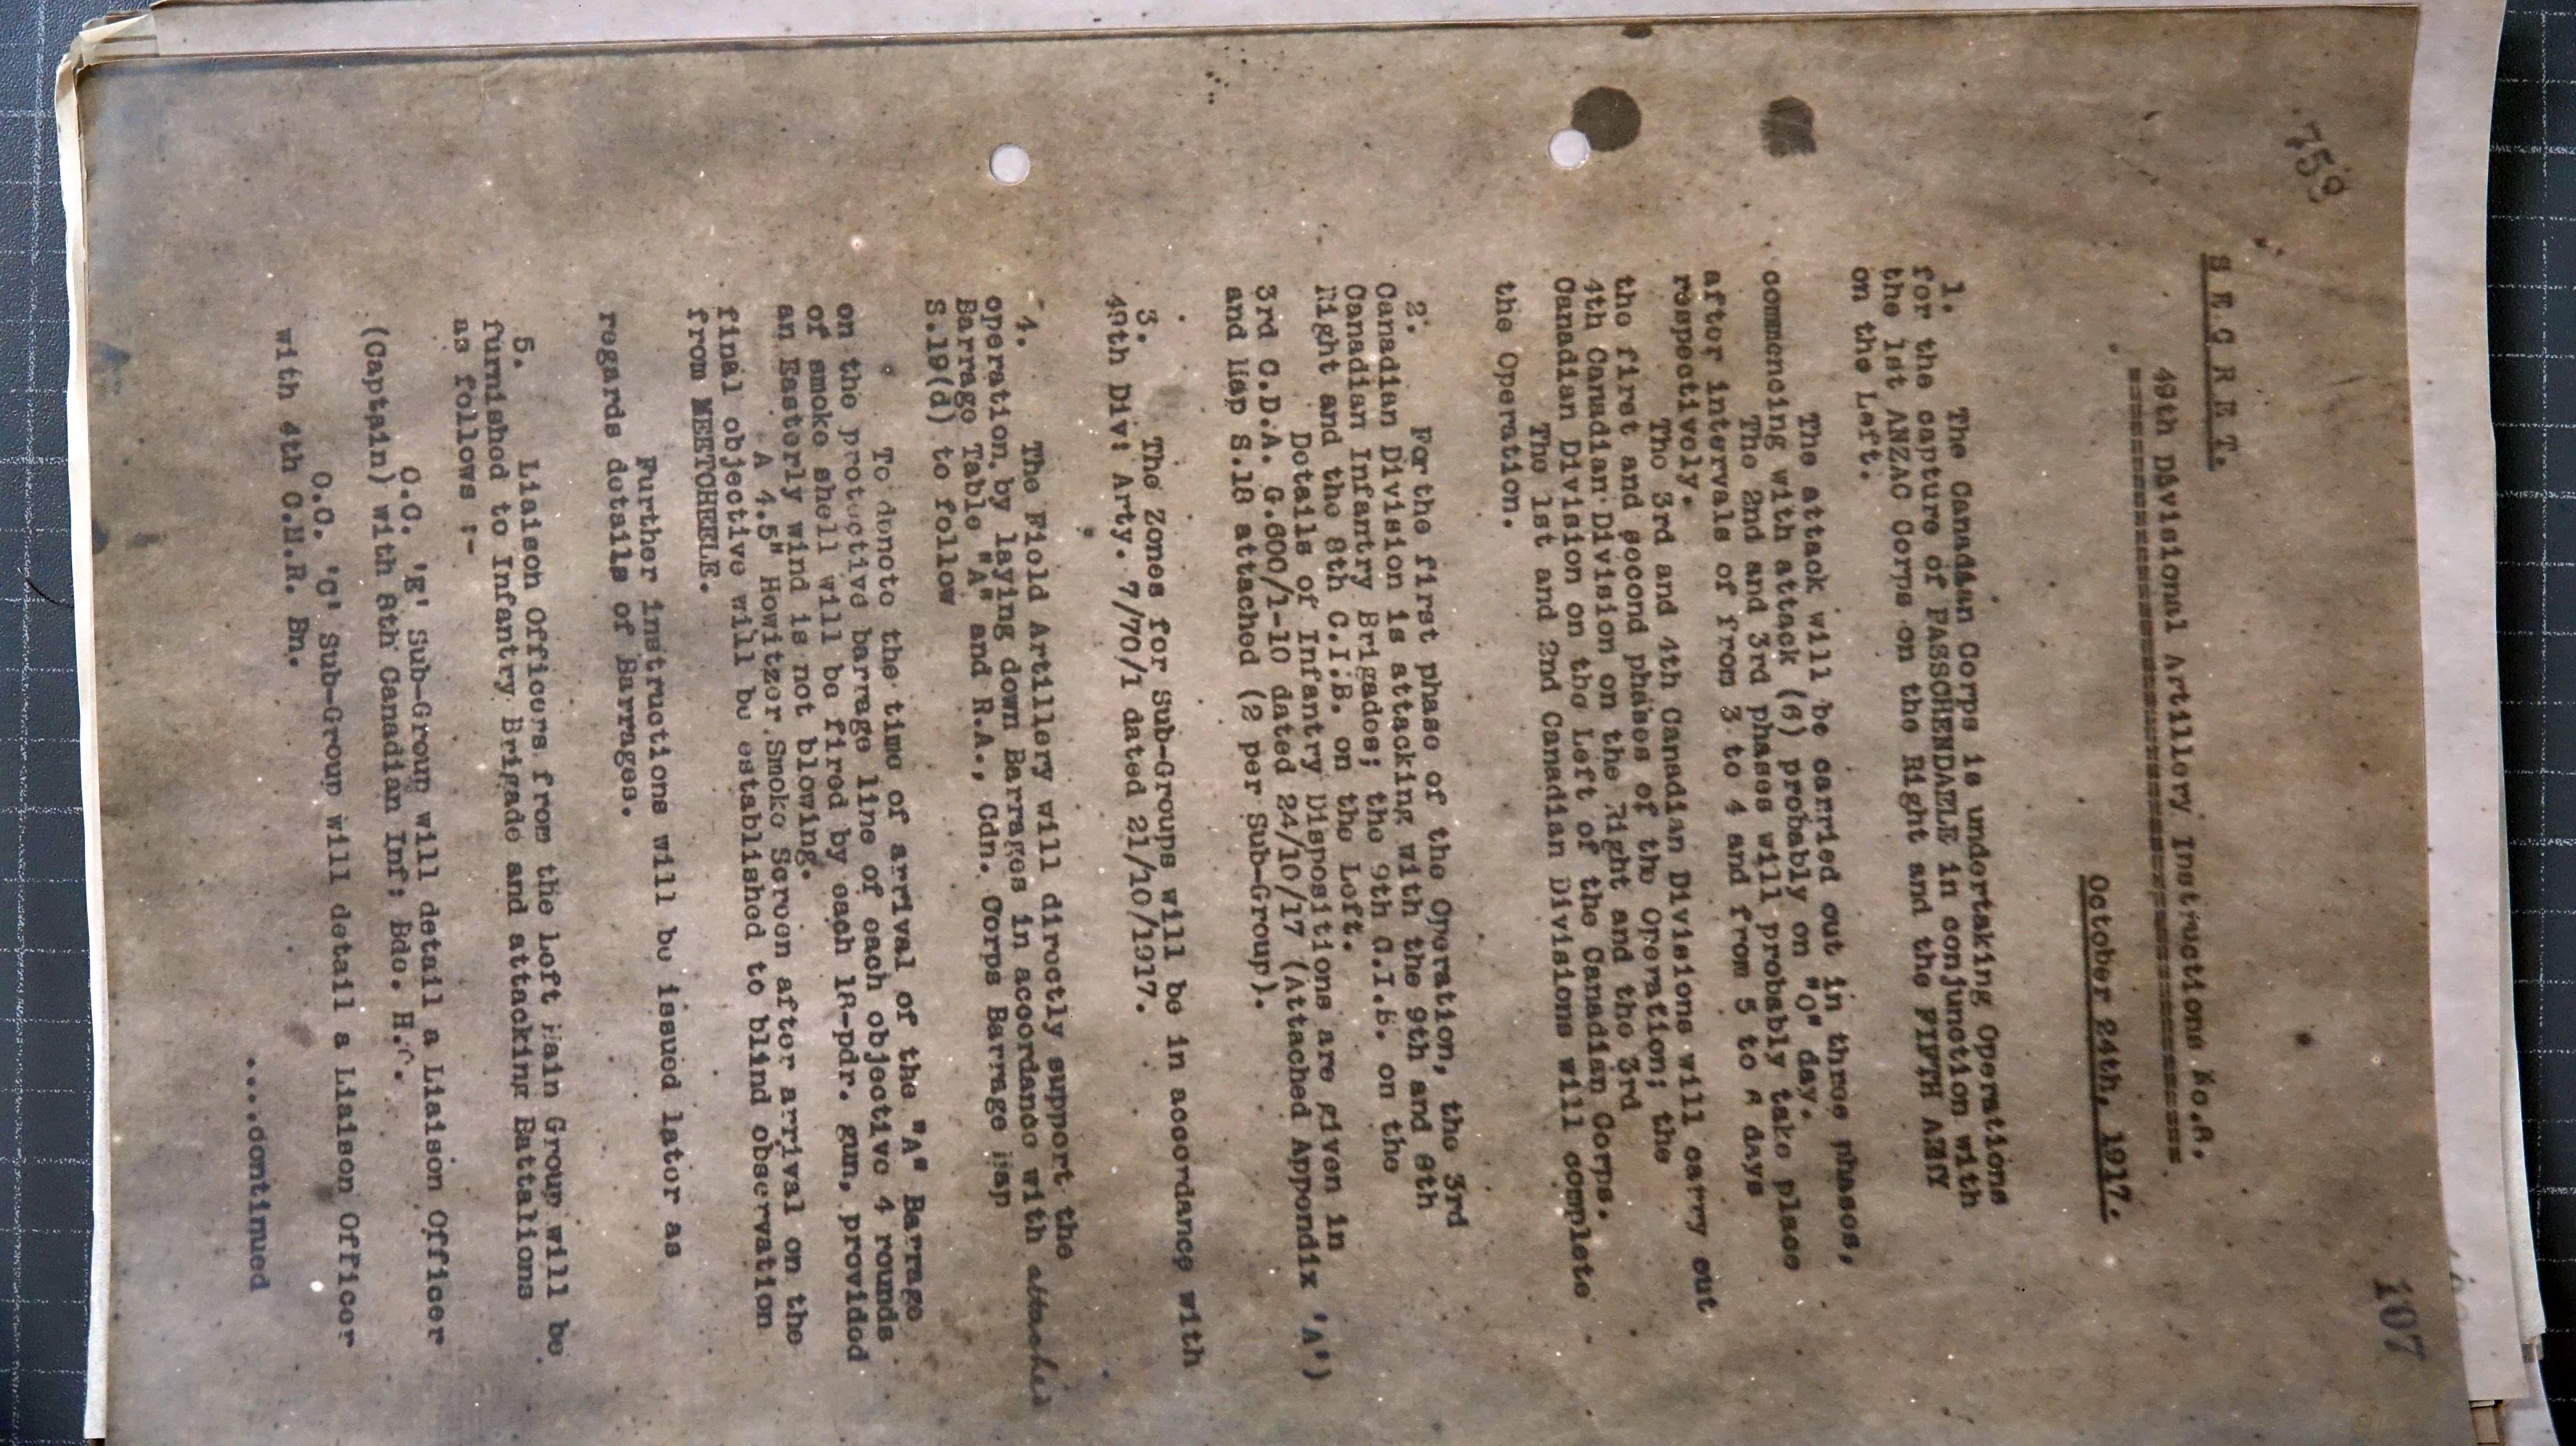 758
107
S E C R E T.
49th Divisional Artillery Instructions No.8.
October 24th, 1917.
1. The Canadian Corps is undertaking Operations
for the capture of PASSCHENDAELE in conjunction with
the 1st ANZAC Corps on the Right and the FIFTH ARMY
on the Left.
The attack will be carried out in three phases,
commencing with attack (6) probably on "O" day.
The 2nd and 3rd phases will probably take place
after intervals of from 3 to 4 and from 5 to 6 days
respectively.
The 3rd and 4th Canadian Divisions will carry out
the first and second phases of the Operation; the
4th Canadian Division on the Right and the 3rd
Canadian Division on the Left of the Canadian Corps.
The 1st and 2nd Canadian Divisions will complete
the Operation.
2. For the first phase of the Operation, the 3rd
Canadian Division is attacking with the 9th and 8th
Canadian Infantry Brigades; the 9th C.I.B. on the
Right and the 8th C.I.B. on the Left.
Details of Infantry Dispositions are given in
3rd C.D.A. G.600/1-10 dated 24/10/17 (Attached Appendix 'A')
and Map S.18 attached (2 per Sub-Group).
3. The Zones for Sub-Groups will be in accordance with
49th Div: Arty. 7/70/1 dated 21/10/1917.
4. The Field Artillery will directly support the
operation by laying down Barrages in accordance with attached
Barrage Table "A" and R.A., Cdn. Corps Barrage Map
S.19(d) to follow
To denote the time of arrival of the "A" Barrage
on the protective barrage line of each objective 4 rounds
of smoke shell will be fired by each 18-pdr. gun, provided
an Easterly wind is not blowing.
A 4.5" Howitzer Smoke Screen after arrival on the
final objective will be established to blind observation
from MEETCHEELE.
Further instructions will be issued later as
regards details of Barrages.
5. Liaison Officers from the Left Main Group will be
furnished to Infantry Brigade and attacking Battalions
as follows :-
O.C. 'E' Sub-Group will detail a Liaison Officer
(Captain) with 8th Canadian Inf: Bde. H.Q.
O.C. 'C' Sub-Group will detail a Liaison Officer
with 4th C.M.R. Bn.
....continued